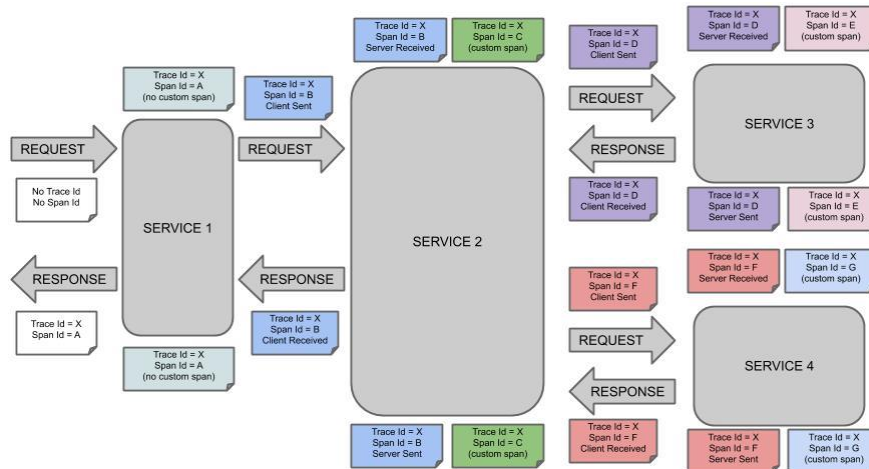 Trace Id = X
Span Id = B
Server Received
Trace Id = X
Span Id = C
(custom span)
Trace Id = X
Span Id = D
Client Sent
Trace Id = X
Span Id = D
Server Received
Trace Id = X
Span Id = E
(custom span)
Trace Id = X
Span Id = A
(no custom span)
Trace Id = X
Span Id = B
Client Sent
REQUEST
REQUEST
REQUEST
SERVICE 3
RESPONSE
No Trace Id
No Span Id
SERVICE 1
SERVICE 2
Trace Id = X
Span Id = D
Client Received
Trace Id = X
Span Id = D
Server Sent
Trace Id = X
Span Id = E
(custom span)
RESPONSE
RESPONSE
Trace Id = X
Span Id = F
Client Sent
Trace Id = X
Span Id = F
Server Received
Trace Id = X
Span Id = G
(custom span)
Trace Id = X
Span Id = A
Trace Id = X
Span Id = B
Client Received
REQUEST
SERVICE 4
Trace Id = X
Span Id = A
(no custom span)
RESPONSE
Trace Id = X
Span Id = B
Server Sent
Trace Id = X
Span Id = C
(custom span)
Trace Id = X
Span Id = F
Client Received
Trace Id = X
Span Id = F
Server Sent
Trace Id = X
Span Id = G
(custom span)